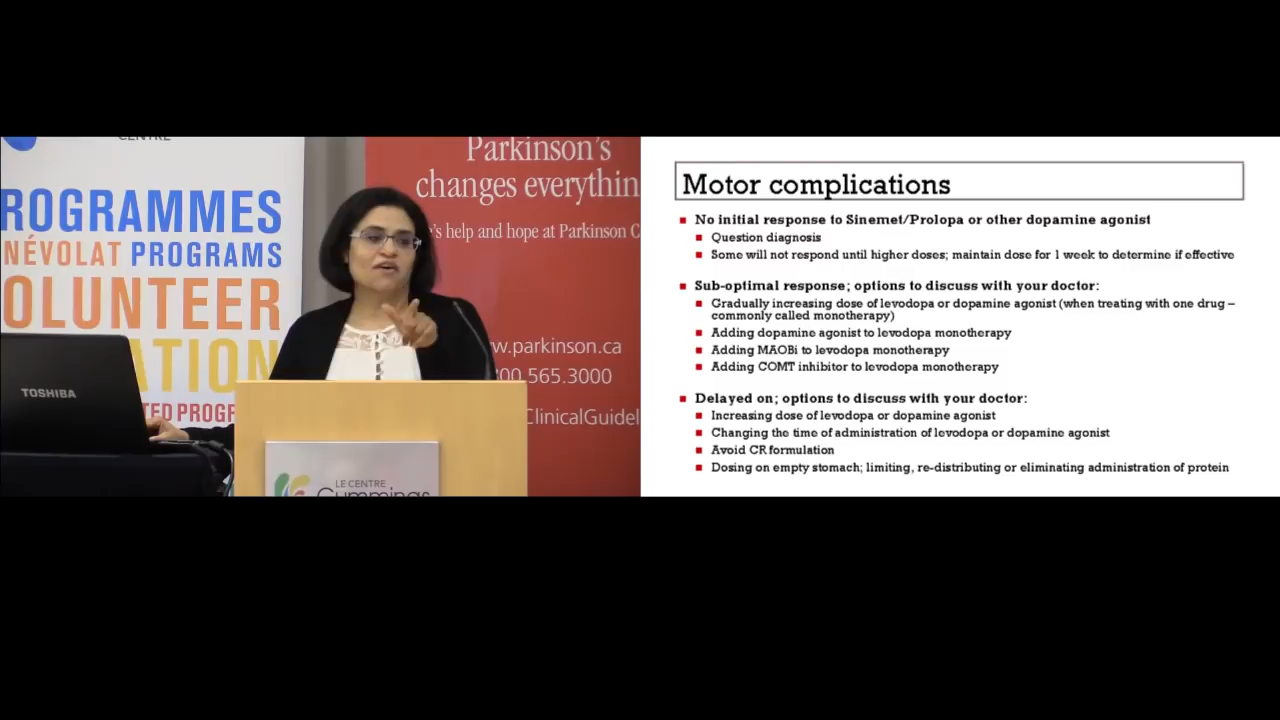 CENTRE
ROGRAMMES
NÉVOLAT PROGRAMS
OLUNTEER
ATION
TED PROGR
TOSHIBA
Parkinson's
changes everythin
's help and hope at Parkinson C
w.parkinson.ca
800.565.3000
ClinicalGuidel
LE CENTRE
Cummings
Motor complications
No initial response to Sinemet/Prolopa or other dopamine agonist
Question diagnosis
Some will not respond until higher doses; maintain dose for 1 week to determine if effective
Sub-optimal response; options to discuss with your doctor:
Gradually increasing dose of levodopa or dopamine agonist (when treating with one drug –
commonly called monotherapy)
Adding dopamine agonist to levodopa monotherapy
Adding MAOBi to levodopa monotherapy
Adding COMT inhibitor to levodopa monotherapy
Delayed on; options to discuss with your doctor:
Increasing dose of levodopa or dopamine agonist
Changing the time of administration of levodopa or dopamine agonist
Avoid CR formulation
Dosing on empty stomach; limiting, re-distributing or eliminating administration of protein